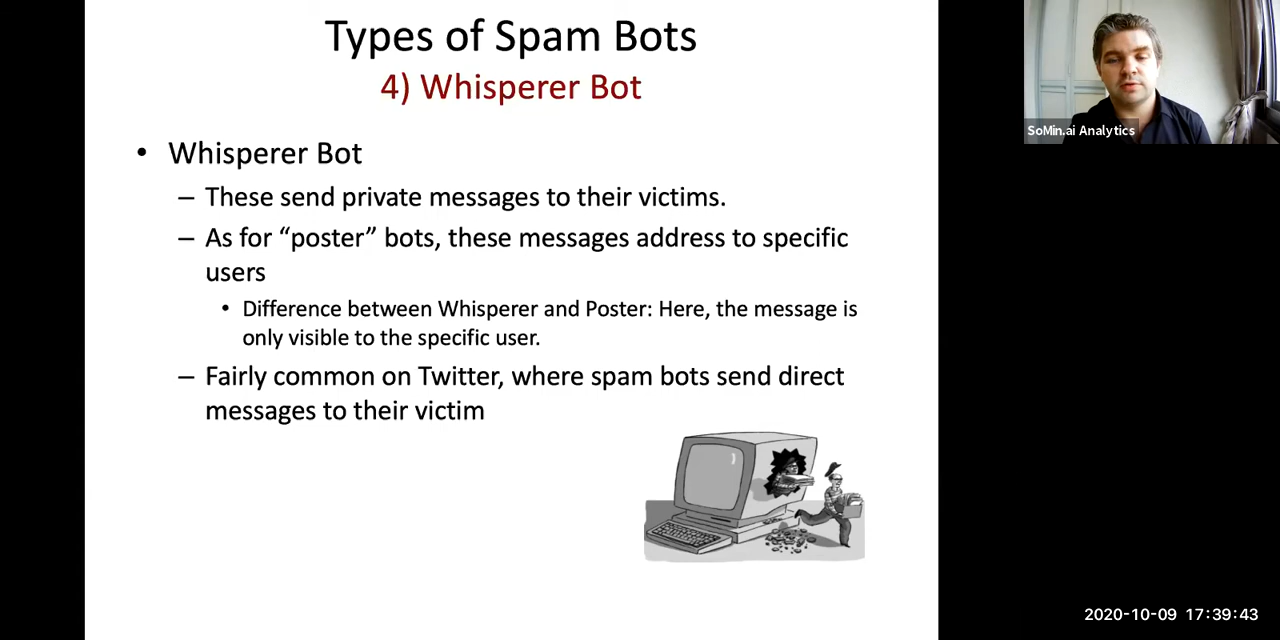 Types of Spam Bots
4) Whisperer Bot
• Whisperer Bot
– These send private messages to their victims.
– As for “poster” bots, these messages address to specific
users
• Difference between Whisperer and Poster: Here, the message is
only visible to the specific user.
– Fairly common on Twitter, where spam bots send direct
messages to their victim
SoMin.ai Analytics
2020-10-09 17:39:43